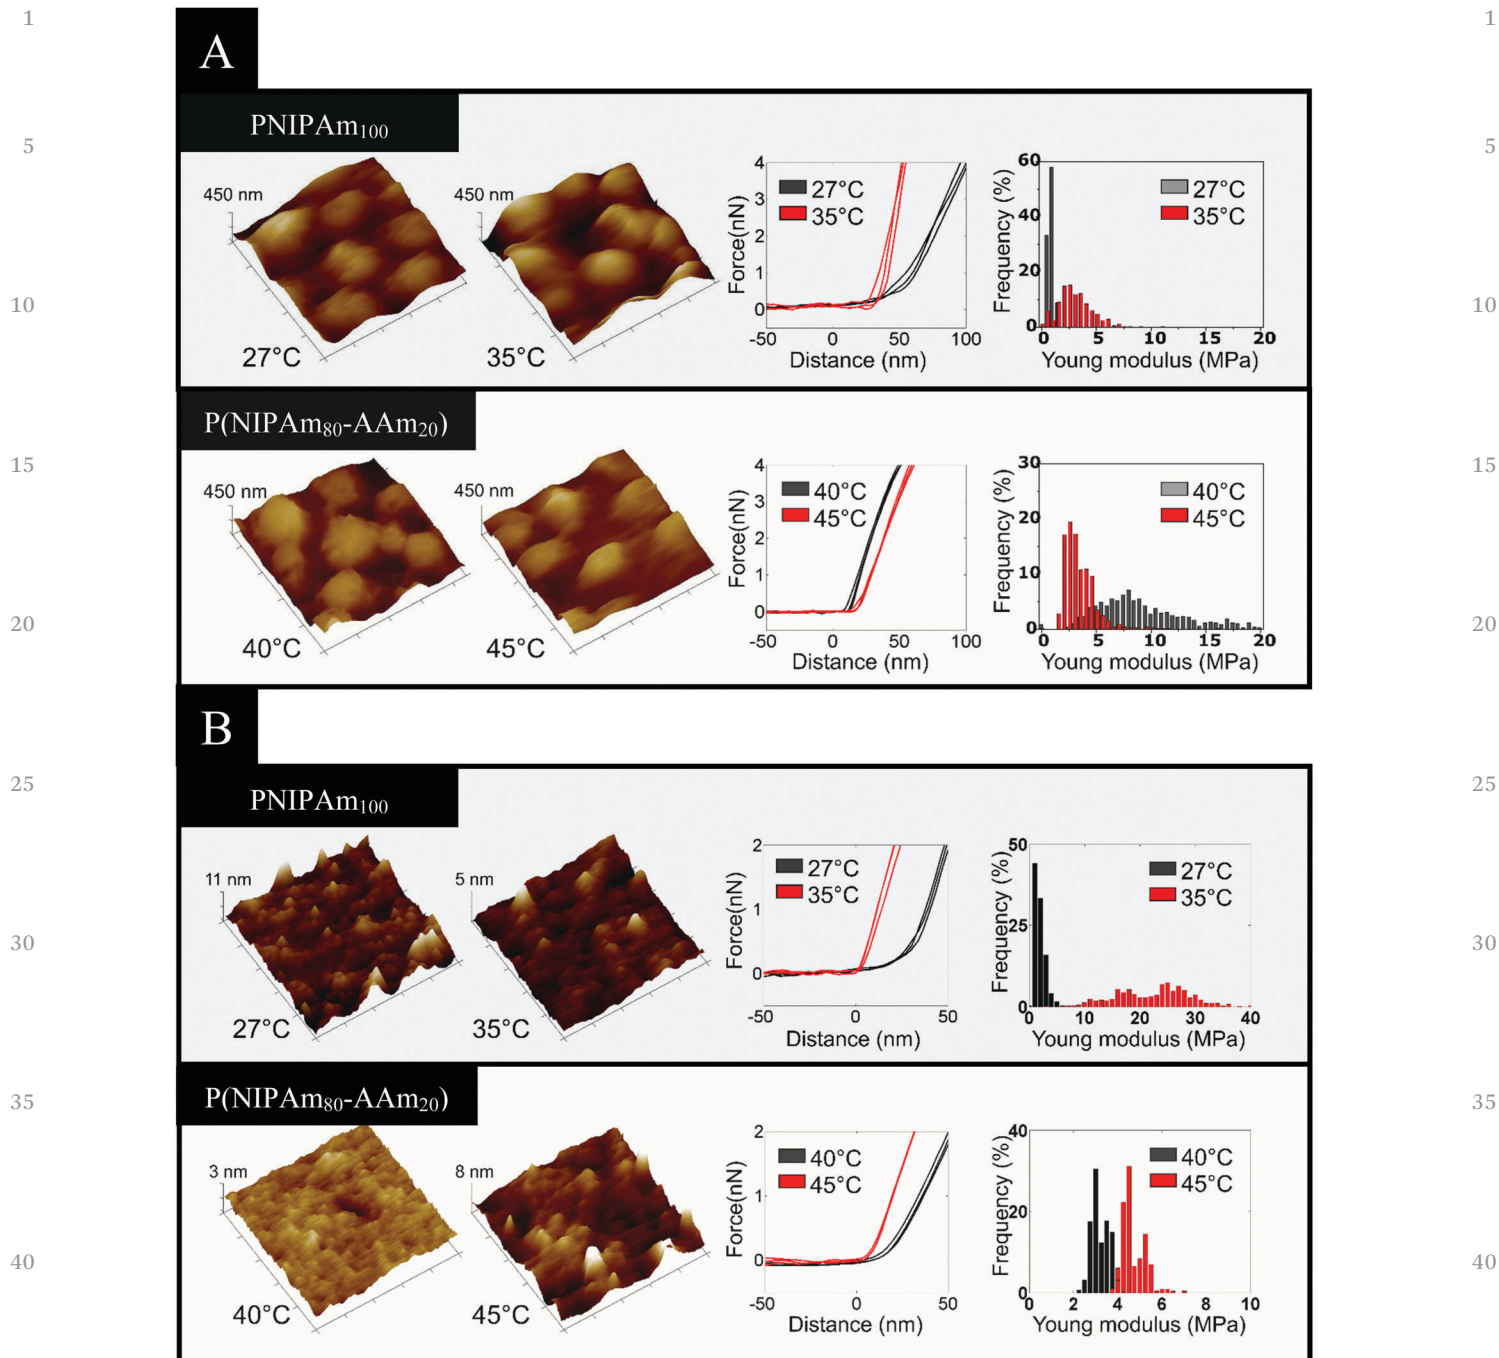 1 1
A
PNIPAm₁₀₀
5 5
450 nm
27°C
450 nm
35°C
4
3
2
1
0
Force(nN)
27°C
35°C
-50 0 50 100
Distance (nm)
60
40
20
0
Frequency (%)
27°C
35°C
0 5 10 15 20
Young modulus (MPa)
10 10
P(NIPAm₈₀-AAm₂₀)
15 15
450 nm
40°C
450 nm
45°C
4
3
2
1
0
Force(nN)
40°C
45°C
-50 0 50 100
Distance (nm)
30
20
10
0
Frequency (%)
40°C
45°C
0 5 10 15 20
Young modulus (MPa)
20 20
B
25 25
PNIPAm₁₀₀
11 nm
27°C
5 nm
35°C
2
1
0
Force(nN)
27°C
35°C
-50 0 50
Distance (nm)
50
25
0
Frequency (%)
27°C
35°C
0 10 20 30 40
Young modulus (MPa)
30 30
35 35
P(NIPAm₈₀-AAm₂₀)
3 nm
40°C
8 nm
45°C
2
1
0
Force(nN)
40°C
45°C
-50 0 50
Distance (nm)
40
20
0
Frequency (%)
40°C
45°C
0 2 4 6 8 10
Young modulus (MPa)
40 40